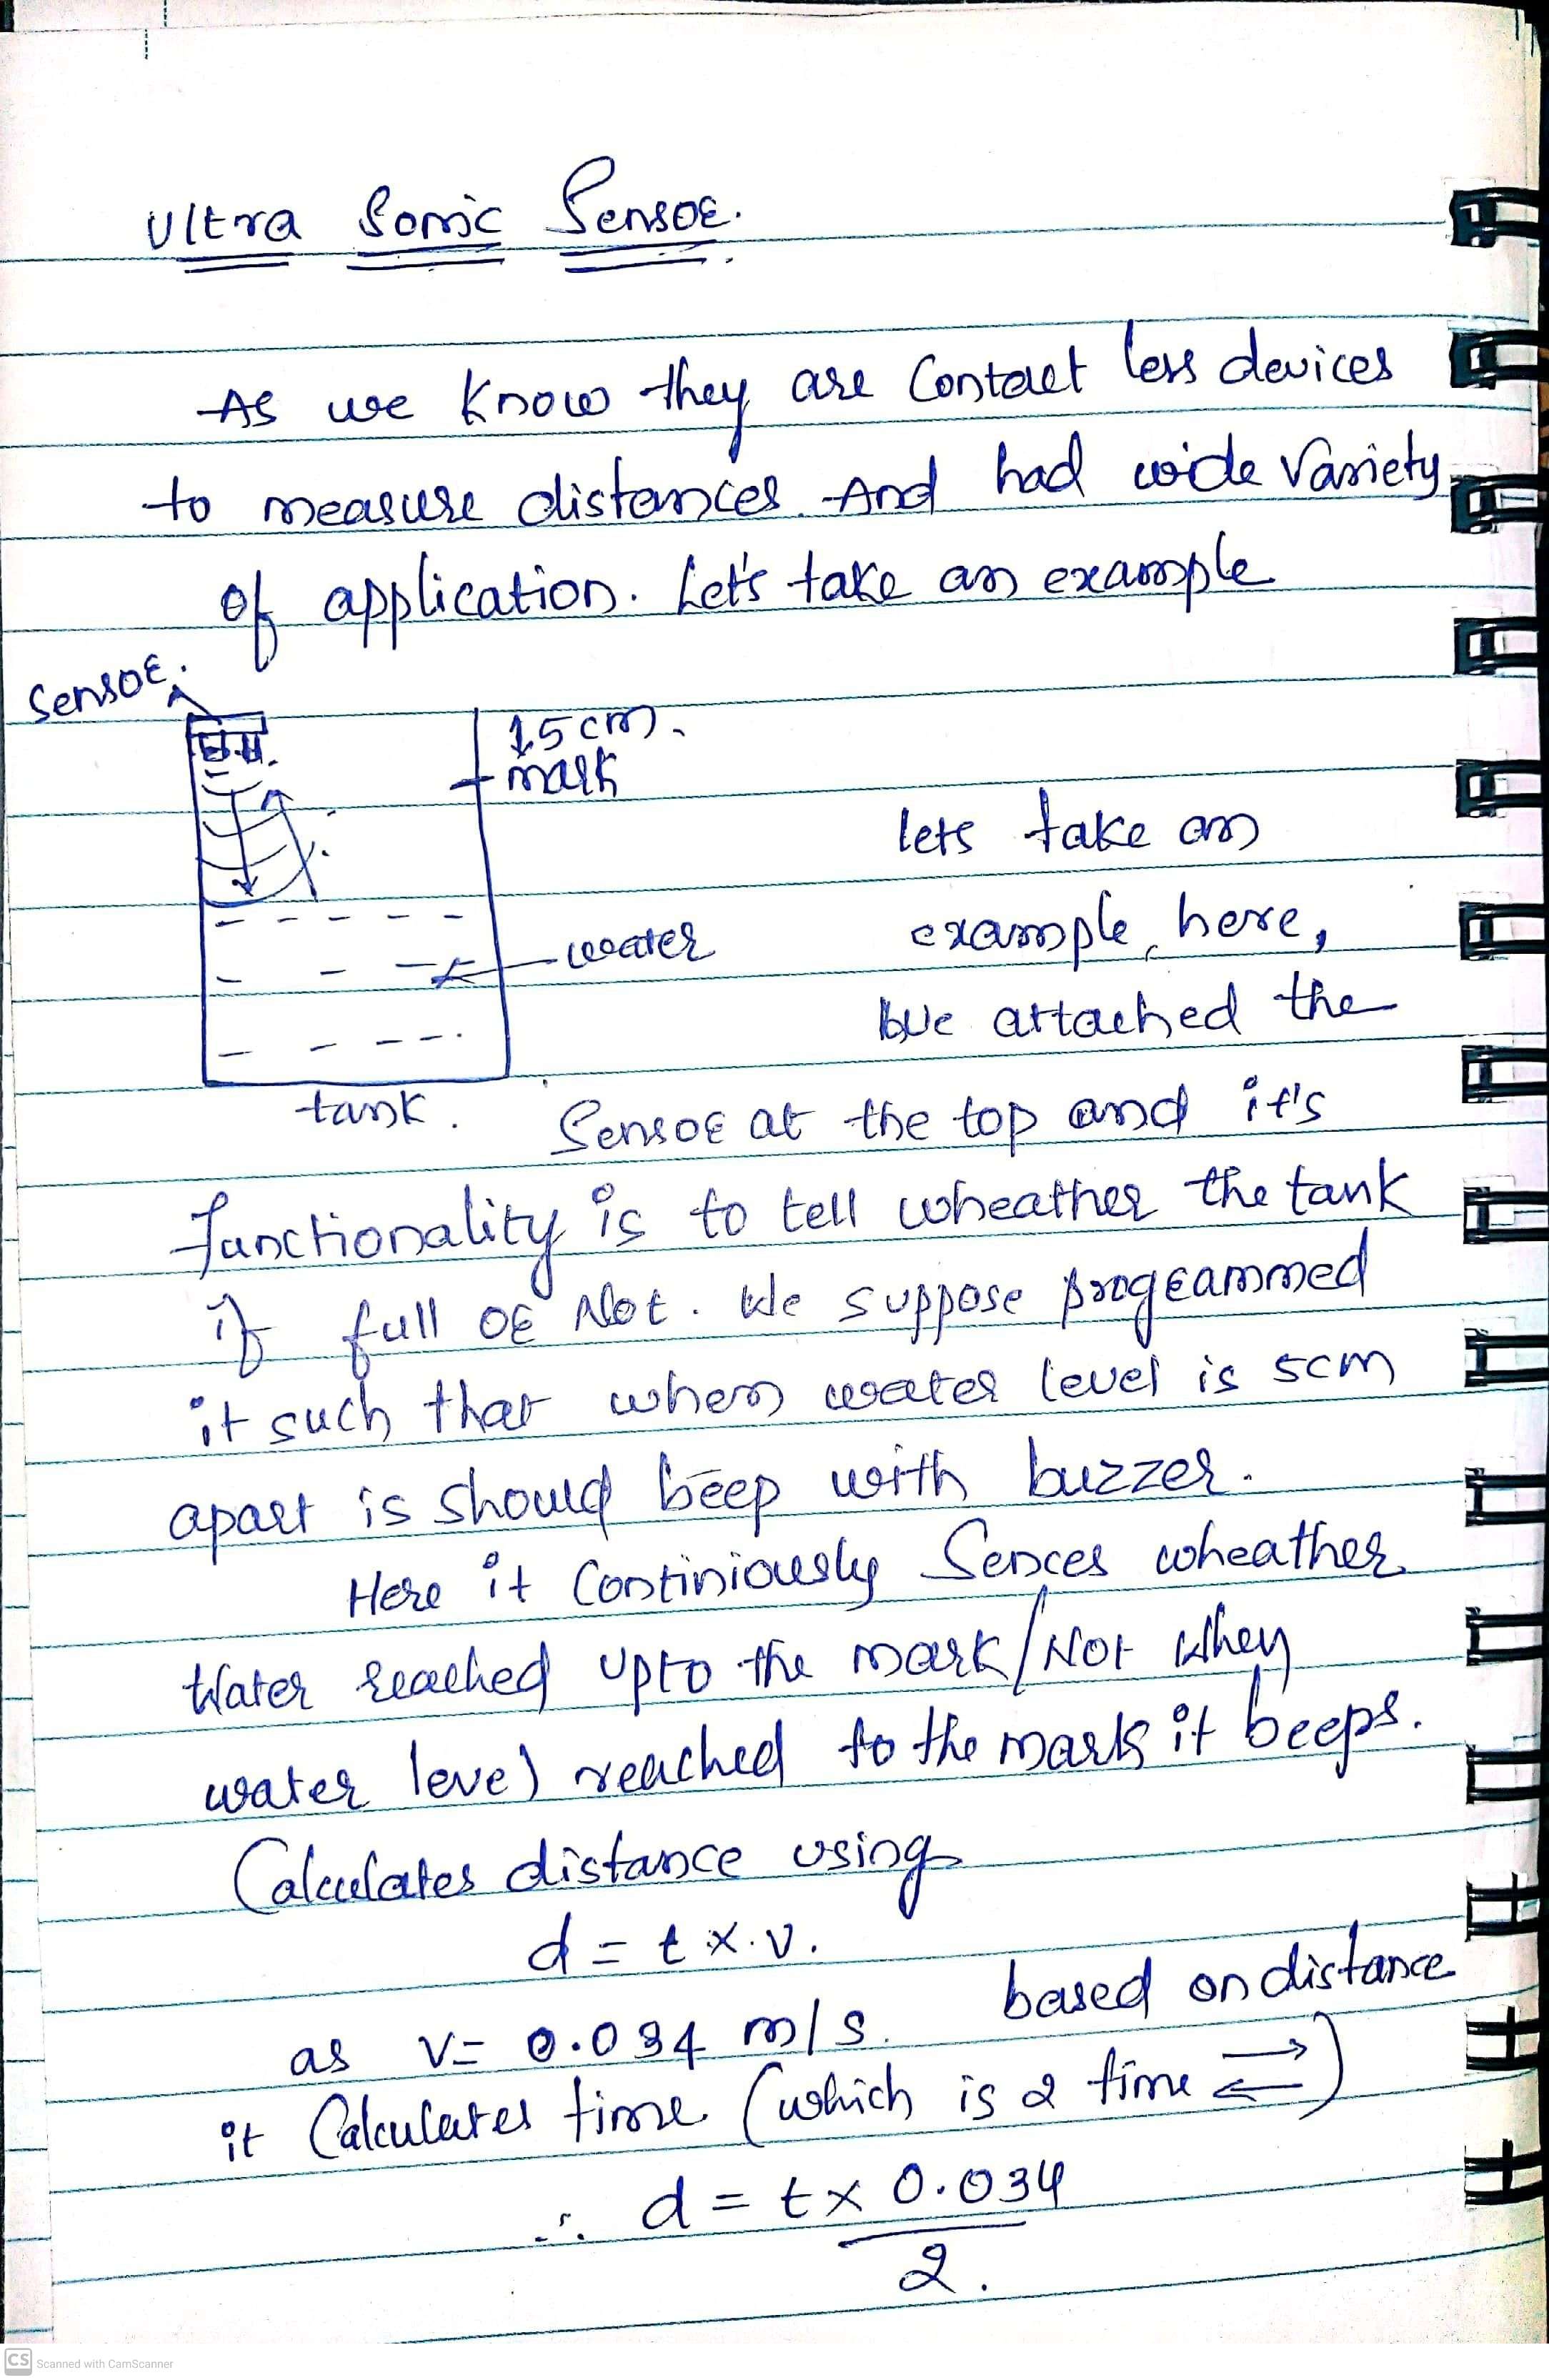 Ultra Sonic Sensor.
As we know they are Contact less devices
to measure distances. And had wide variety
of application. Let's take an example
Sensor.
15cm.
mark
lets take an
water
example, here,
we attached the
tank.
Sensor at the top and it's
functionality is to tell wheather the tank
if full or Not. We suppose programmed
it such that when water level is 5cm
apart is should beep with buzzer.
Here it Continiously Sences wheather
Water reached upto the mark/Not When
water level reached to the mark it beeps.
Calculates distance using
d = t x v.
as v= 0.034 m/s. based on distance
it Calculates time (which is 2 time ⇄)
∴ d = t x 0.034
2.
CS Scanned with CamScanner